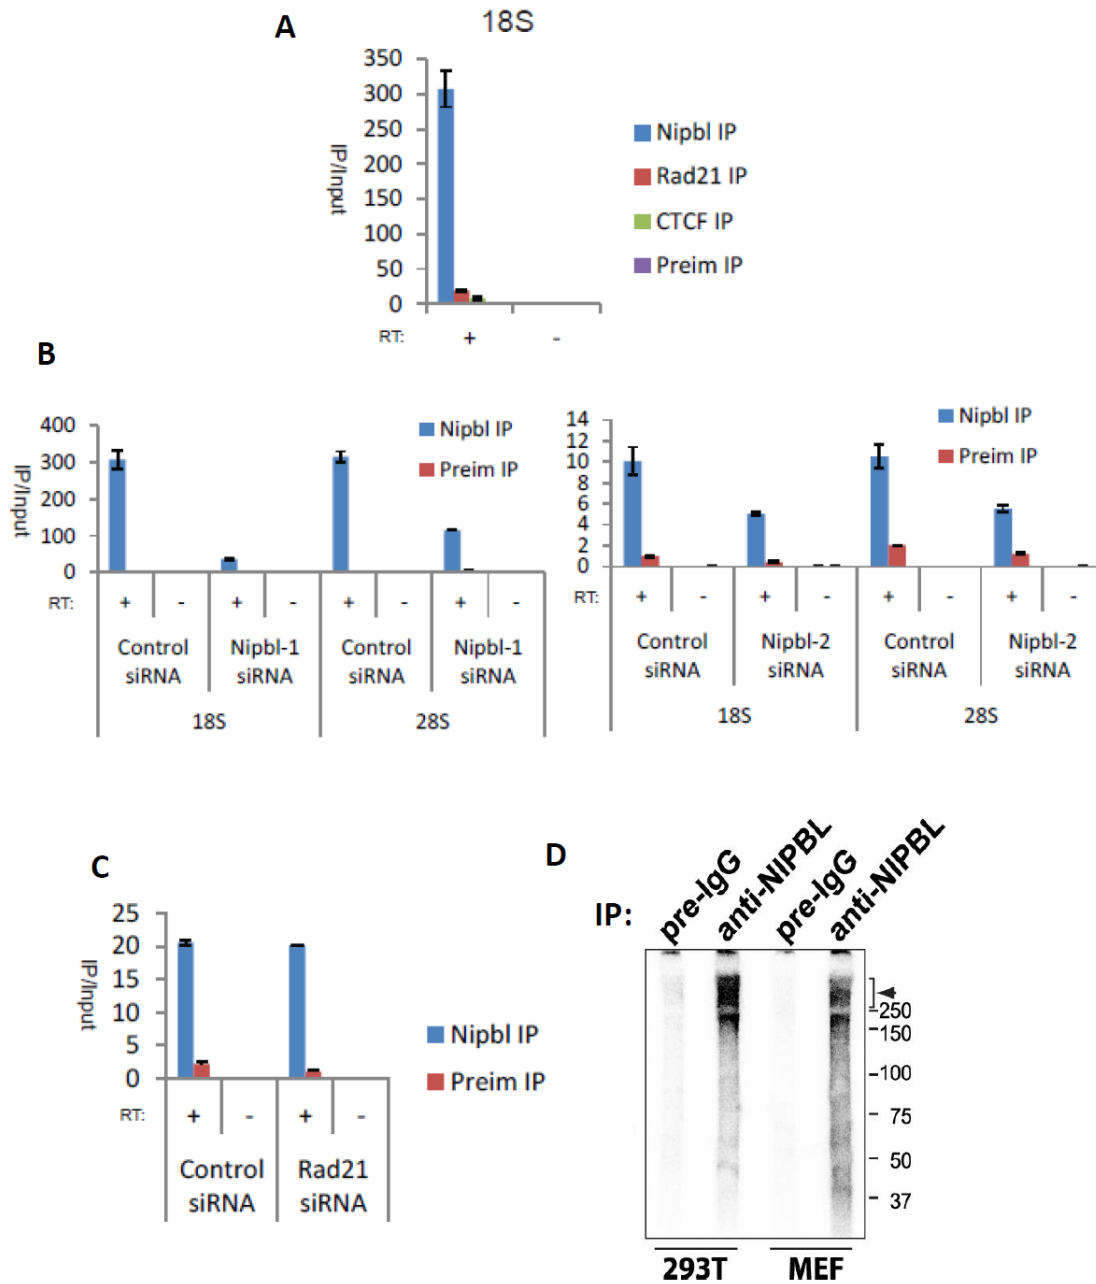 A
18S
350
300
250
200
150
100
50
0
IP/Input
Nipbl IP
Rad21 IP
CTCF IP
Preim IP
RT: + -
B
400
300
200
100
0
IP/Input
Nipbl IP
Preim IP
RT: + - + - + - + -
Control siRNA
Nipbl-1 siRNA
Control siRNA
Nipbl-1 siRNA
18S 28S
14
12
10
8
6
4
2
0
Nipbl IP
Preim IP
RT: + - + - + - + -
Control siRNA
Nipbl-2 siRNA
Control siRNA
Nipbl-2 siRNA
18S 28S
C
25
20
15
10
5
0
IP/Input
Nipbl IP
Preim IP
RT: + - + -
Control siRNA
Rad21 siRNA
D
IP:
pre-IgG
anti-NIPBL
pre-IgG
anti-NIPBL
250
150
100
75
50
37
293T MEF